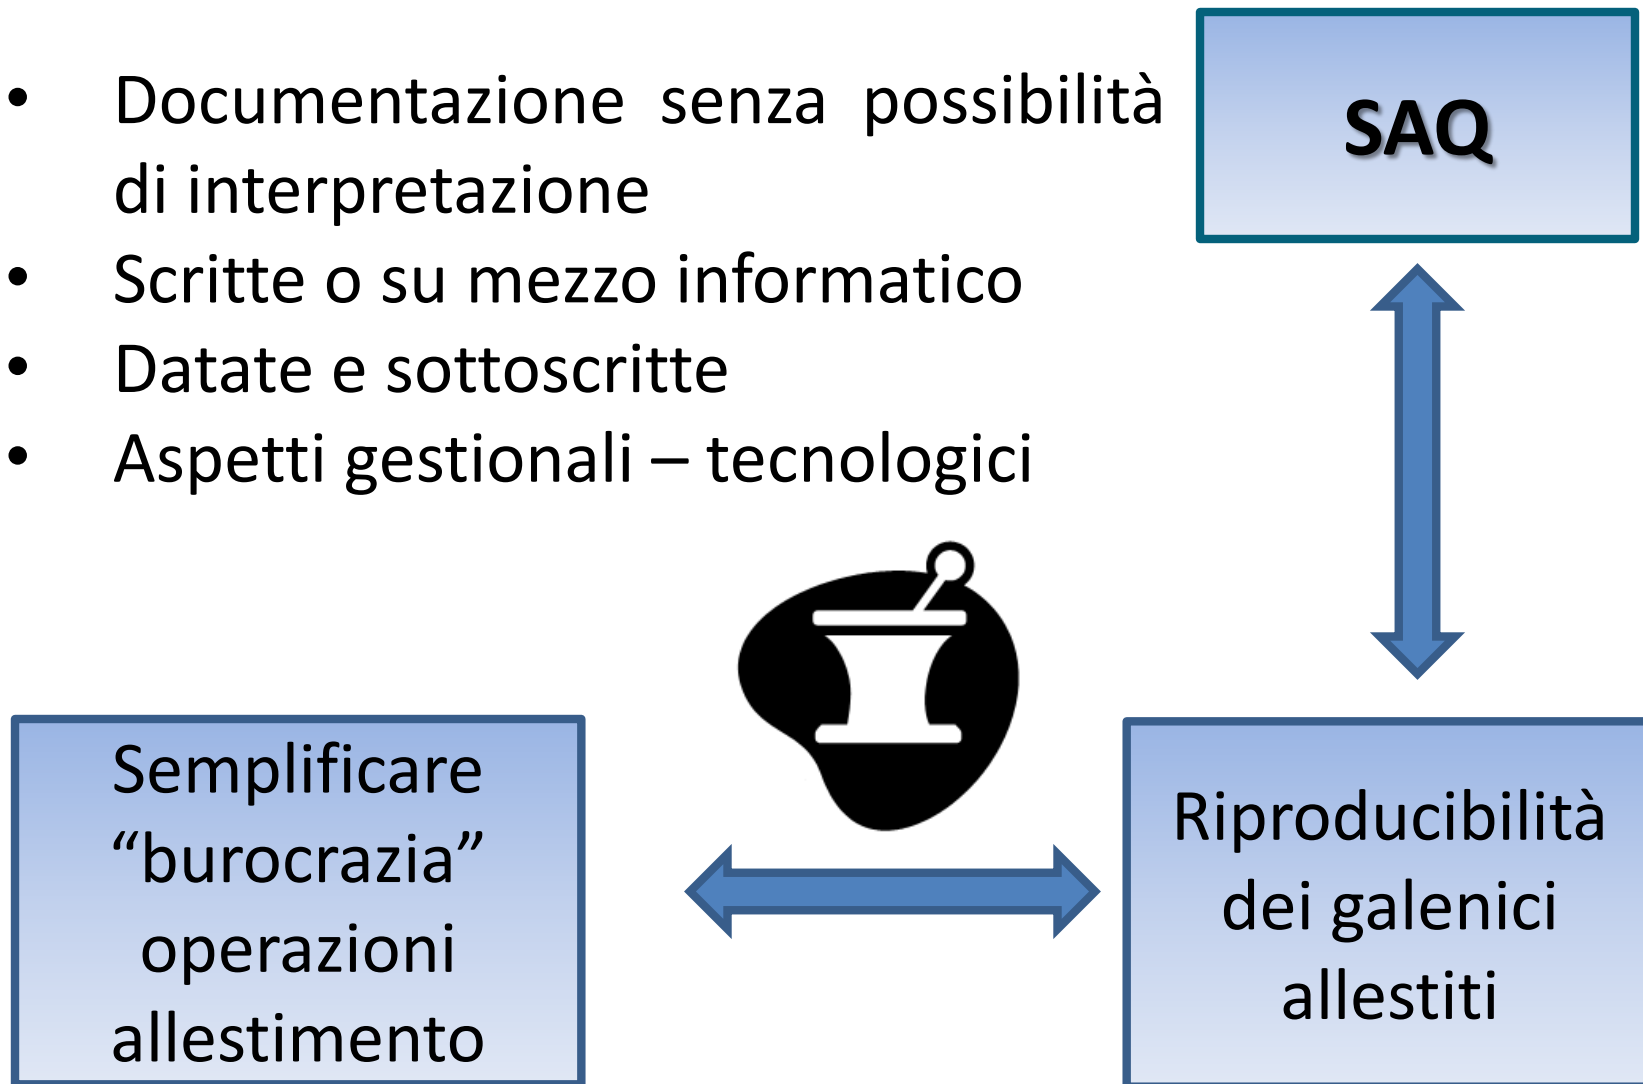 • Documentazione senza possibilità
di interpretazione
• Scritte o su mezzo informatico
• Datate e sottoscritte
• Aspetti gestionali – tecnologici
SAQ
Semplificare
“burocrazia”
operazioni
allestimento
Riproducibilità
dei galenici
allestiti